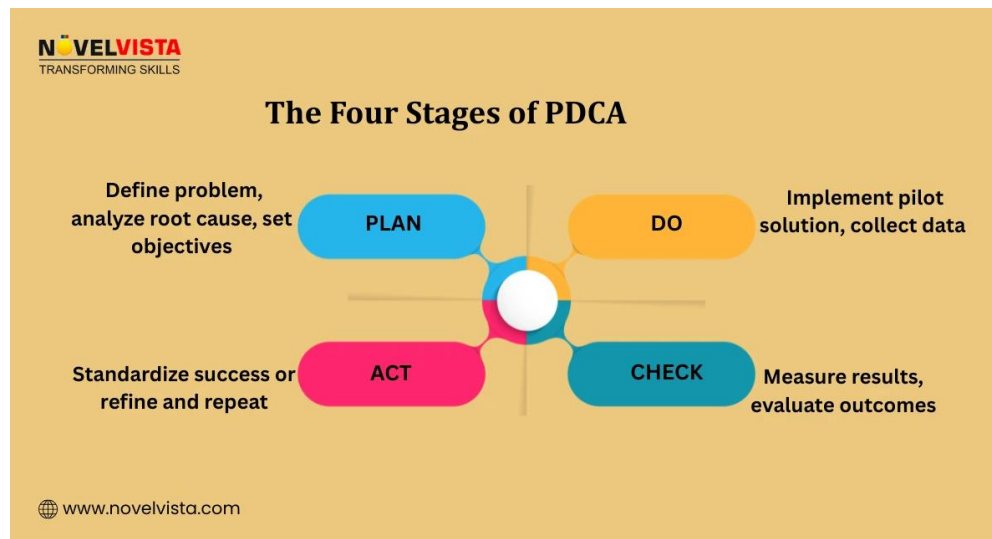 NOVELVISTA
TRANSFORMING SKILLS
The Four Stages of PDCA
Define problem,
analyze root cause, set
objectives
PLAN
DO
Implement pilot
solution, collect data
Standardize success or
refine and repeat
ACT
CHECK
Measure results,
evaluate outcomes
www.novelvista.com